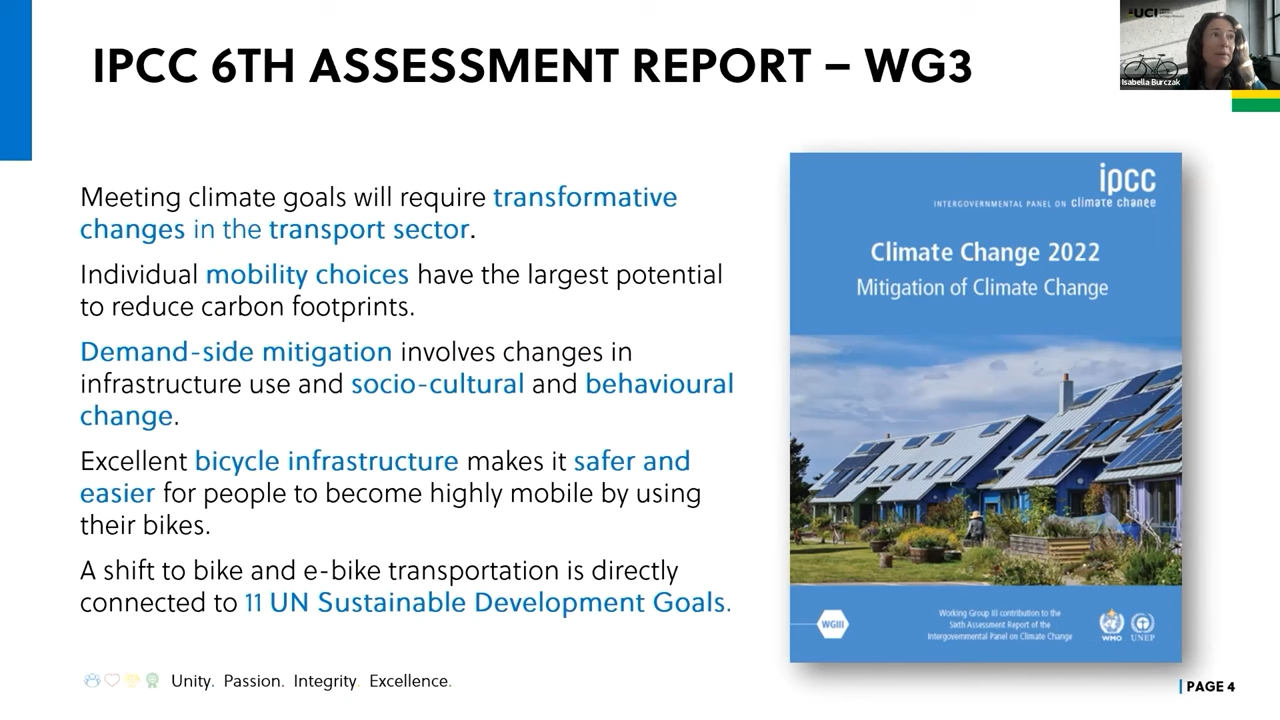 IPCC 6TH ASSESSMENT REPORT – WG3
UCI
Isabella Burczak
Meeting climate goals will require transformative
changes in the transport sector.
Individual mobility choices have the largest potential
to reduce carbon footprints.
Demand-side mitigation involves changes in
infrastructure use and socio-cultural and behavioural
change.
Excellent bicycle infrastructure makes it safer and
easier for people to become highly mobile by using
their bikes.
A shift to bike and e-bike transportation is directly
connected to 11 UN Sustainable Development Goals.
ipcc
INTERGOVERNMENTAL PANEL ON climate change
Climate Change 2022
Mitigation of Climate Change
WGIII
Working Group III contribution to the
Sixth Assessment Report of the
Intergovernmental Panel on Climate Change
WMO
UNEP
Unity. Passion. Integrity. Excellence.
PAGE 4